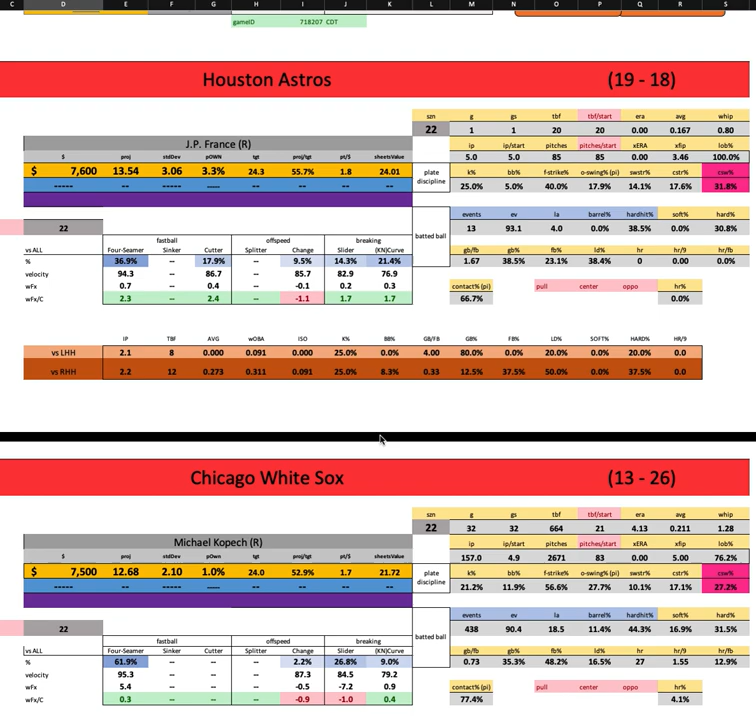 C D E F G H I J K L M N O P Q R S
gameID 718207 CDT
Houston Astros (19 - 18)
szn g gs tbf tbf/start era avg whip
22 1 1 20 20 0.00 0.167 0.80
J.P. France (R)
ip ip/start pitches pitches/start xERA xfip lob%
5.0 5.0 85 85 0.00 3.46 100.0%
$ proj stdDev pOWN tgt proj/tgt pt/$ sheetsValue
$ 7,600 13.54 3.06 3.3% 24.3 55.7% 1.8 24.01
plate discipline
k% bb% f-strike% o-swing% (pi) swstr% cstr% csw%
----- -- -- ---- -- -- -- --
25.0% 5.0% 40.0% 17.9% 14.1% 17.6% 31.8%
batted ball
events ev la barrel% hardhit% soft% hard%
22
13 93.1 4.0 0.0% 38.5% 0.0% 30.8%
fastball offspeed breaking
vs ALL Four-Seamer Sinker Cutter Splitter Change Slider (KN)Curve
gb/fb gb% fb% ld% hr hr/9 hr/fb
% 36.9% -- 17.9% -- 9.5% 14.3% 21.4%
1.67 38.5% 23.1% 38.4% 0 0.00 0.0%
velocity 94.3 -- 86.7 -- 85.7 82.9 76.9
wFx 0.7 -- 0.4 -- -0.1 0.2 0.3
contact% (pi) pull center oppo hr%
wFx/C 2.3 -- 2.4 -- -1.1 1.7 1.7
66.7% 0.0%
IP TBF AVG wOBA ISO K% BB% GB/FB GB% FB% LD% SOFT% HARD% HR/9
vs LHH 2.1 8 0.000 0.091 0.000 25.0% 0.0% 4.00 80.0% 0.0% 20.0% 0.0% 20.0% 0.0
vs RHH 2.2 12 0.273 0.311 0.091 25.0% 8.3% 0.33 12.5% 37.5% 50.0% 0.0% 37.5% 0.0
Chicago White Sox (13 - 26)
szn g gs tbf tbf/start era avg whip
22 32 32 664 21 4.13 0.211 1.28
Michael Kopech (R)
ip ip/start pitches pitches/start xERA xfip lob%
157.0 4.9 2671 83 0.00 5.00 76.2%
$ proj stdDev pOwn tgt proj/tgt pt/$ sheetsValue
$ 7,500 12.68 2.10 1.0% 24.0 52.9% 1.7 21.72
plate discipline
k% bb% f-strike% o-swing% (pi) swstr% cstr% csw%
----- -- -- ---- -- -- -- --
21.2% 11.9% 56.6% 27.7% 10.1% 17.1% 27.2%
batted ball
events ev la barrel% hardhit% soft% hard%
22
438 90.4 18.5 11.4% 44.3% 16.9% 31.5%
fastball offspeed breaking
vs ALL Four-Seamer Sinker Cutter Splitter Change Slider (KN)Curve
gb/fb gb% fb% ld% hr hr/9 hr/fb
% 61.9% -- -- -- 2.2% 26.8% 9.0%
0.73 35.3% 48.2% 16.5% 27 1.55 12.9%
velocity 95.3 -- -- -- 87.3 84.5 79.2
wFx 5.4 -- -- -- -0.5 -7.2 0.9
contact% (pi) pull center oppo hr%
wFx/C 0.3 -- -- -- -0.9 -1.0 0.4
77.4% 4.1%